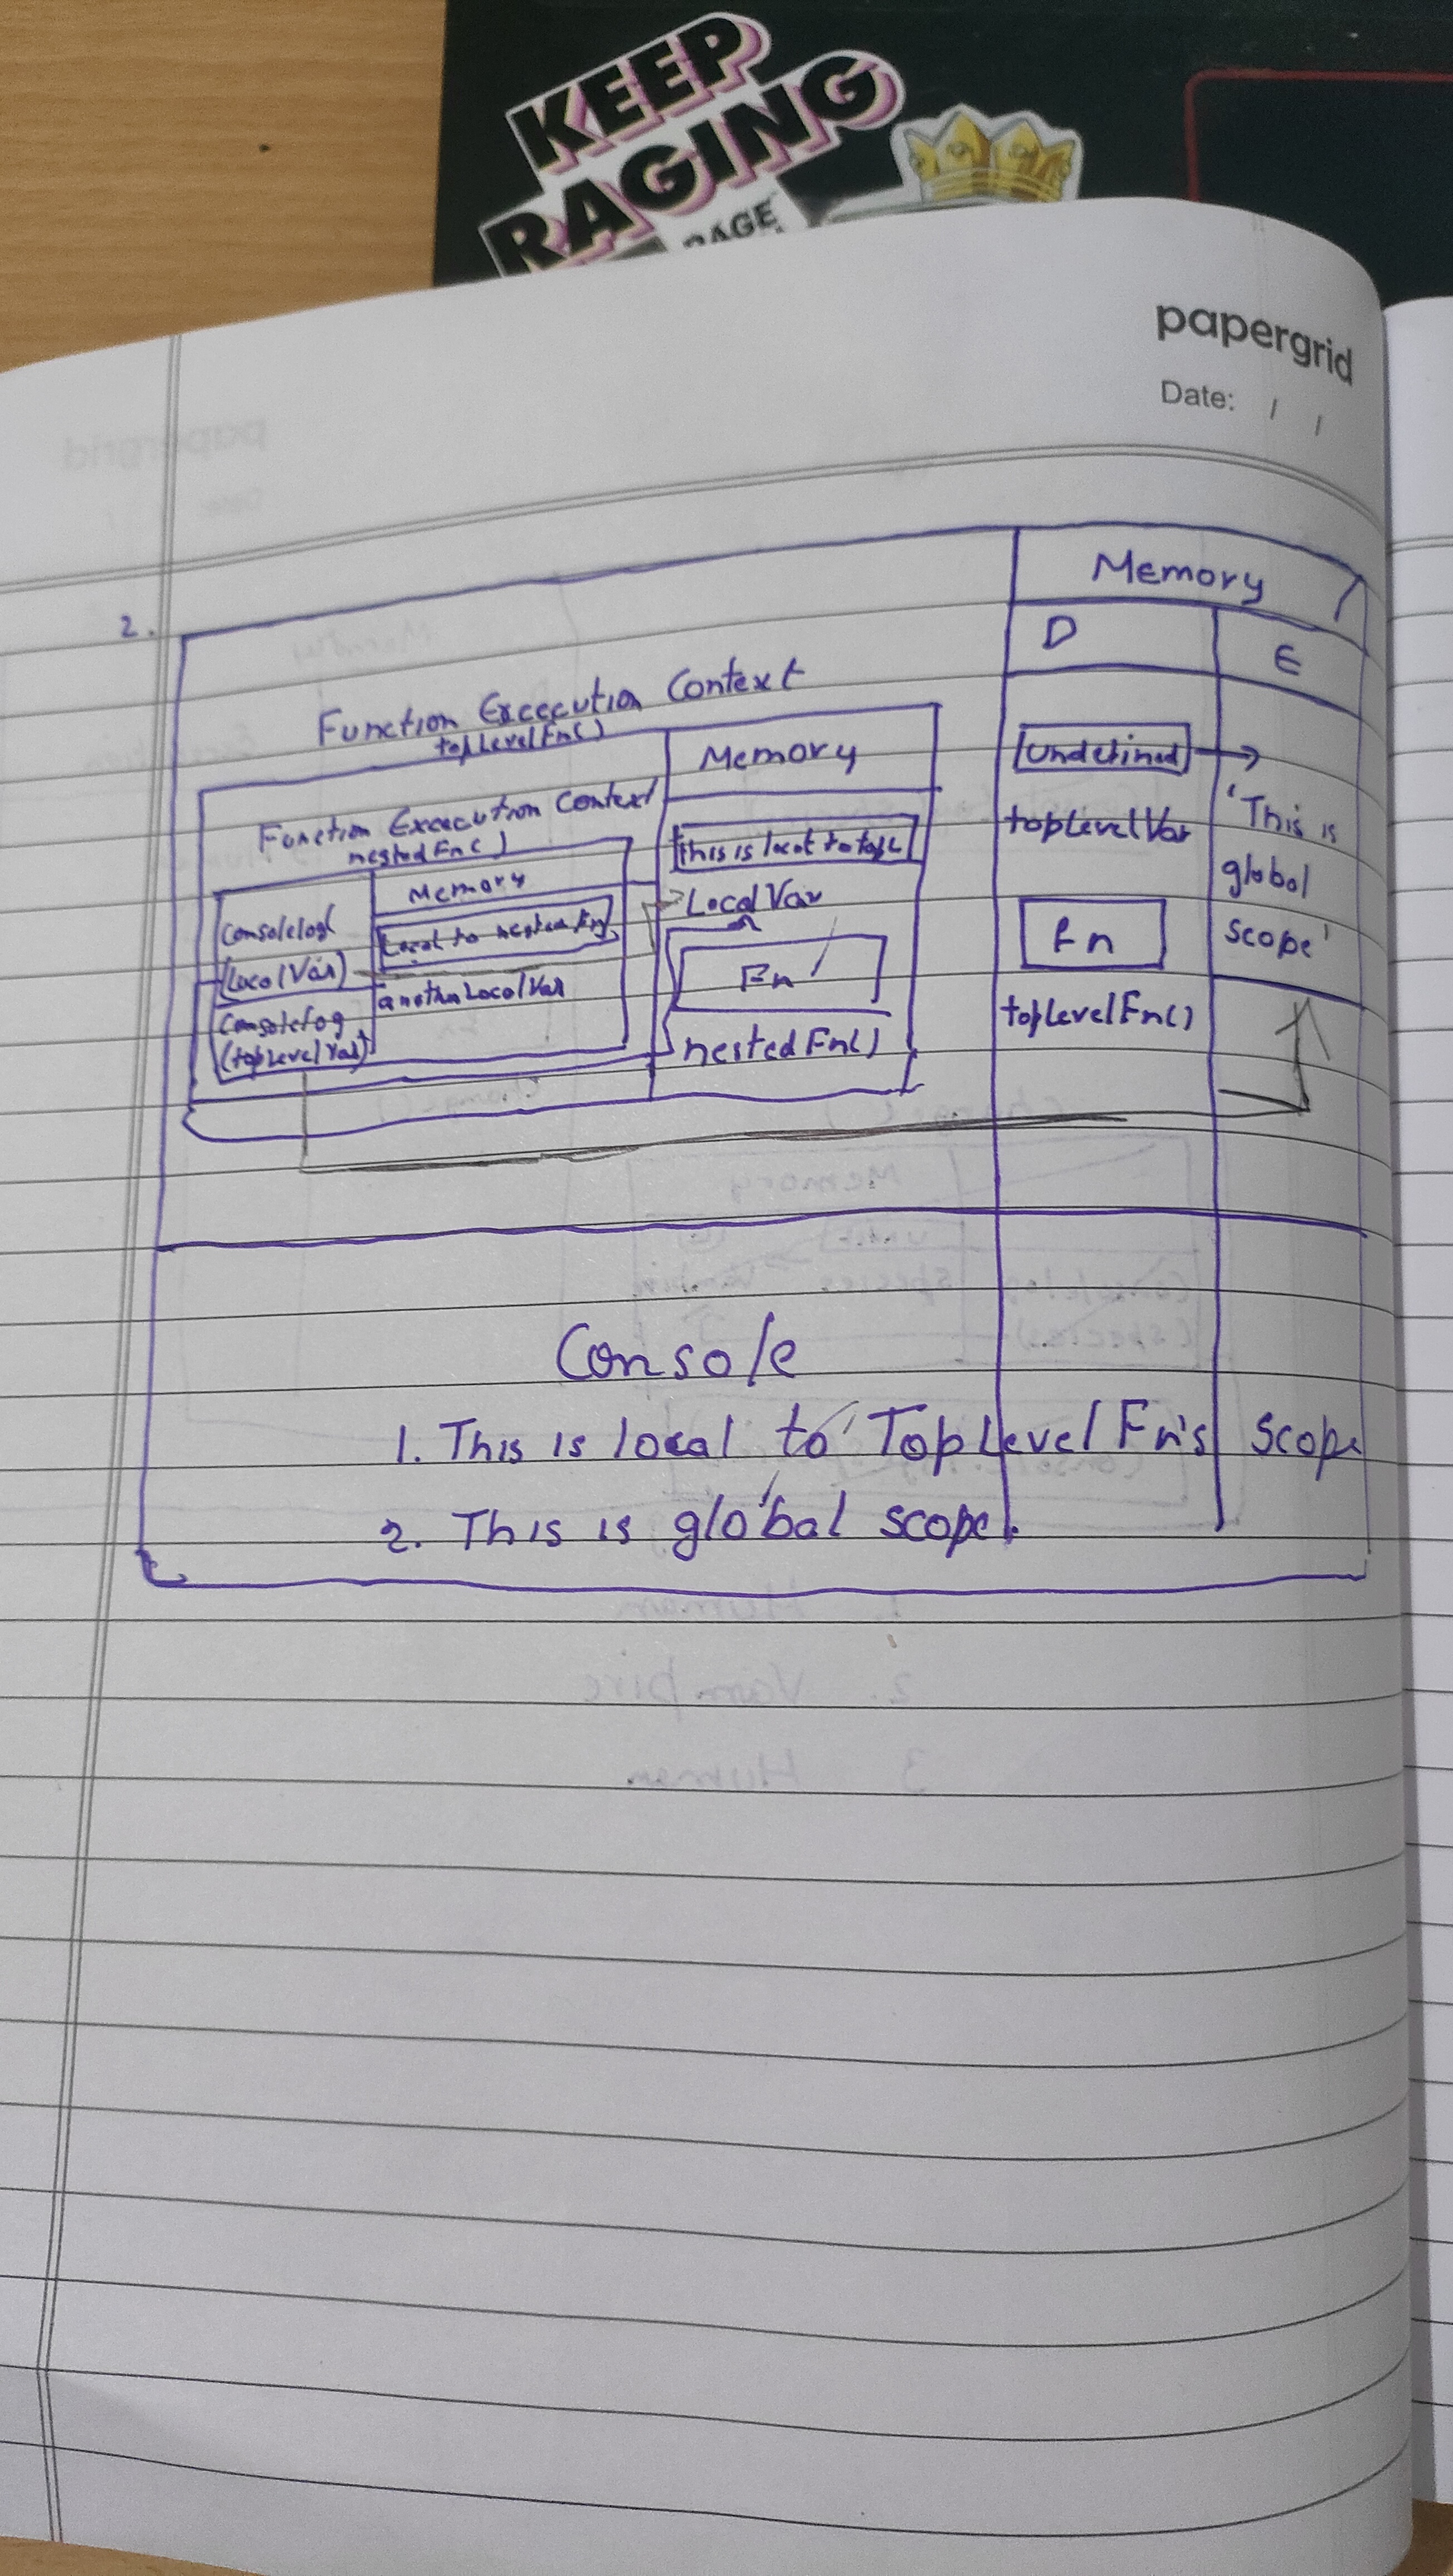 KEEP
RAGING
RAGE
papergrid
Date: / /
2.
Memory
D
E
Function Excecution Context
topLevelFn()
Memory
Undefined
topLevelVar
'This is
global
scope'
Function Excecution Context
nestedFn()
Memory
This is local to topL
LocalVar
Consolelog(
LocalVar)
Local to nestedFn
anotherLocalVar
Fn
Fn
Consolelog
(topLevelVar)
nestedFn()
topLevelFn()
Console
1. This is local to TopLevelFn's scope
2. This is global scope.